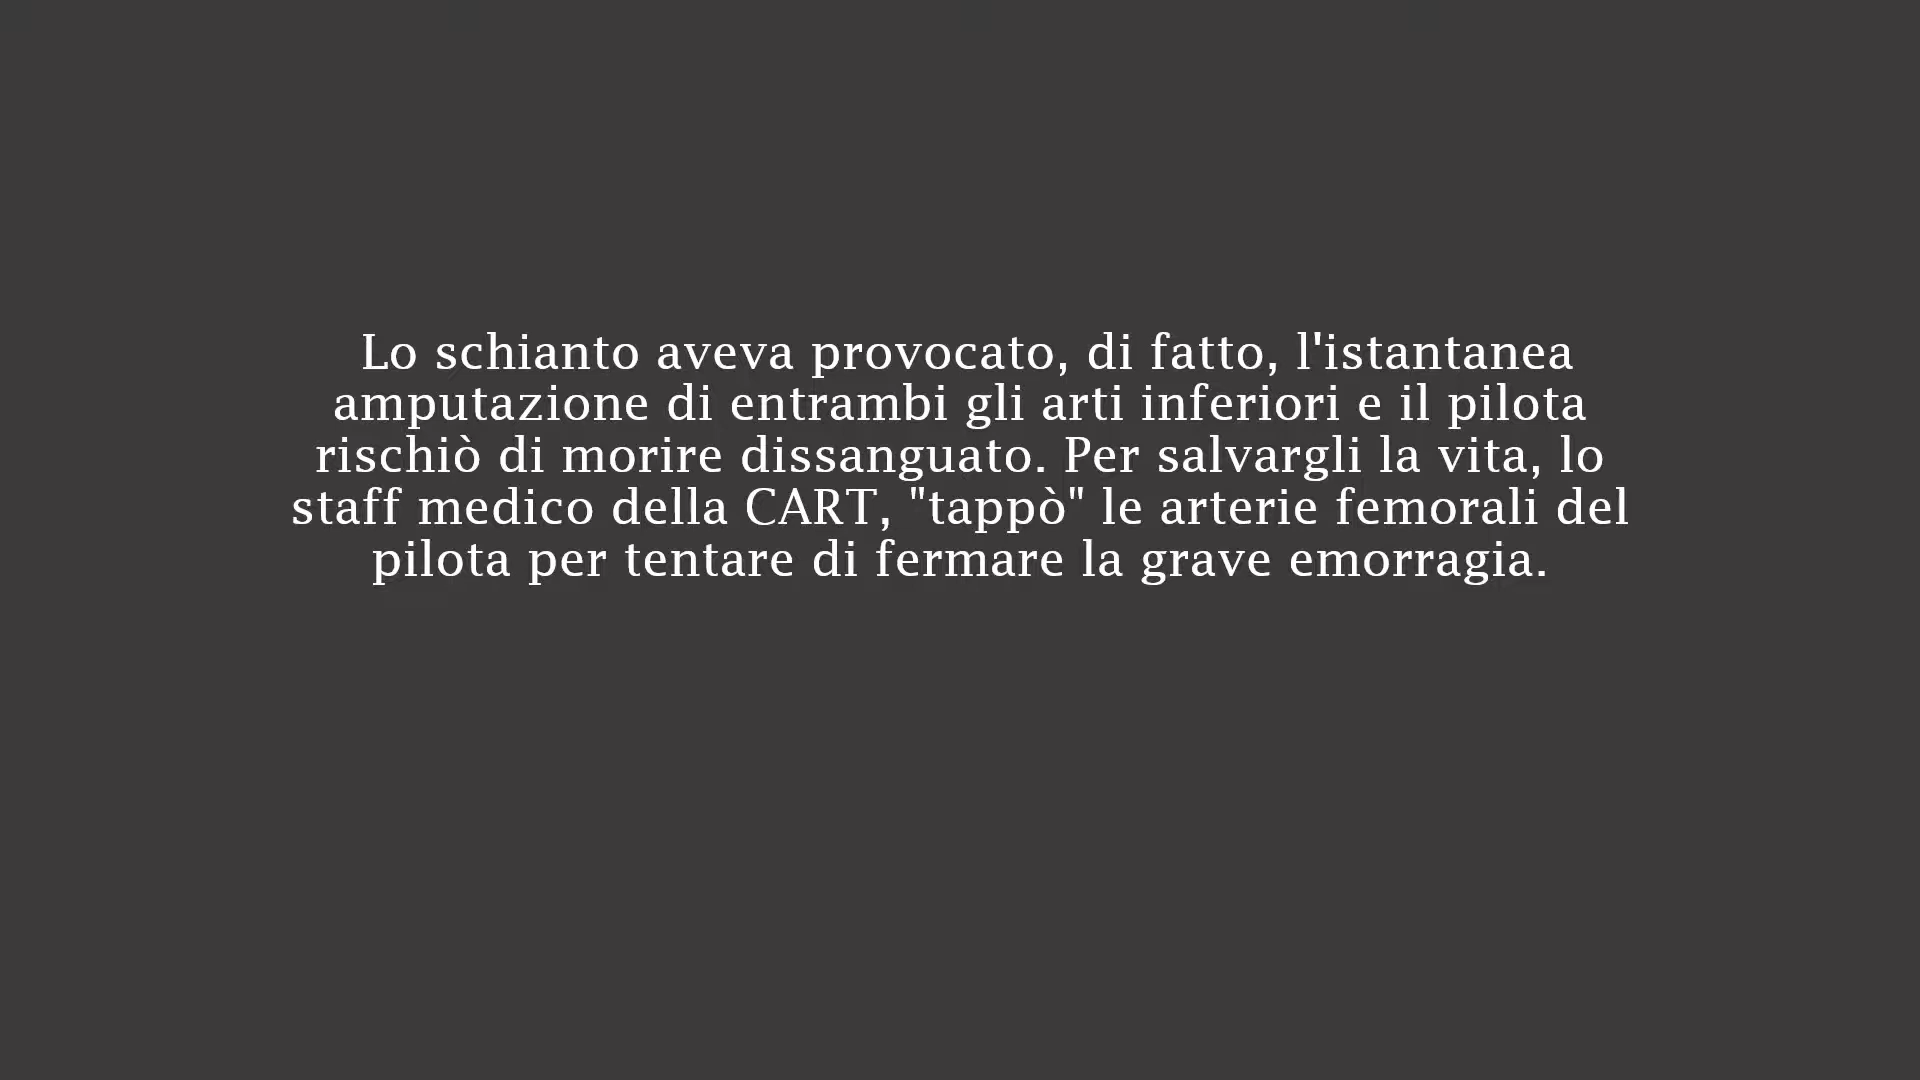 Lo schianto aveva provocato, di fatto, l'istantanea
amputazione di entrambi gli arti inferiori e il pilota
rischiò di morire dissanguato. Per salvargli la vita, lo
staff medico della CART, "tappò" le arterie femorali del
pilota per tentare di fermare la grave emorragia.